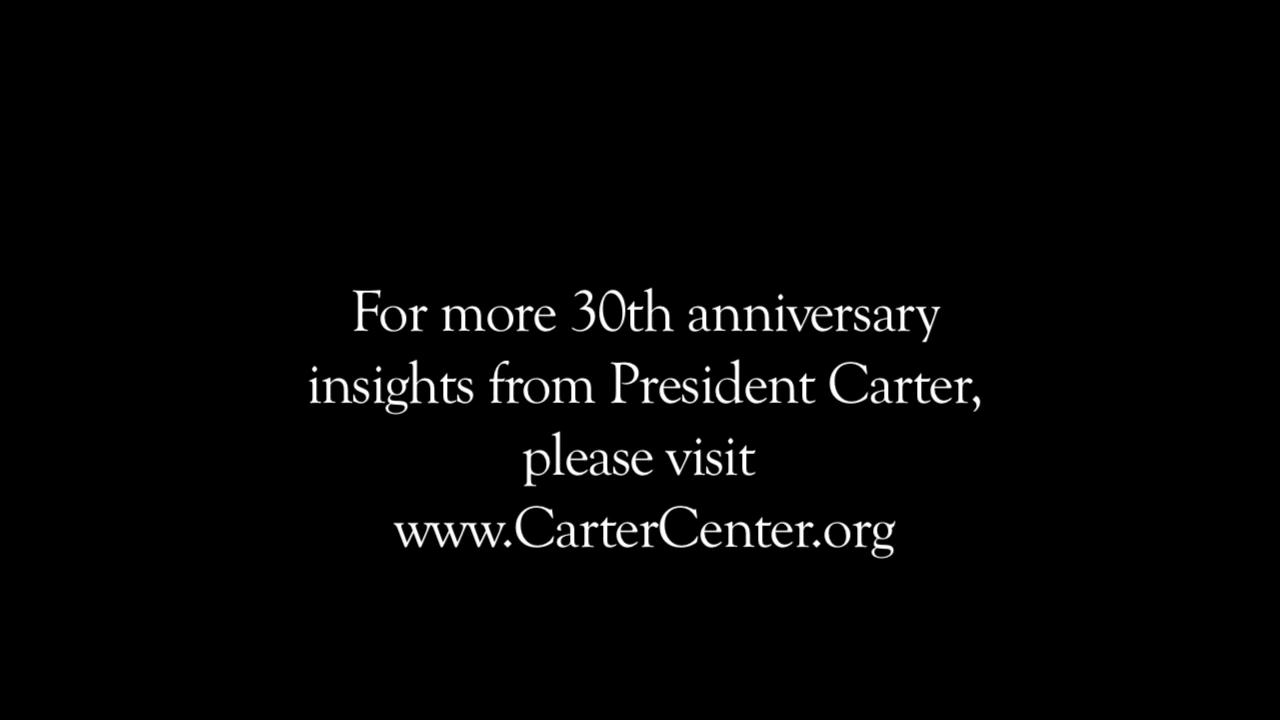 For more 30th anniversary
insights from President Carter,
please visit
www.CarterCenter.org